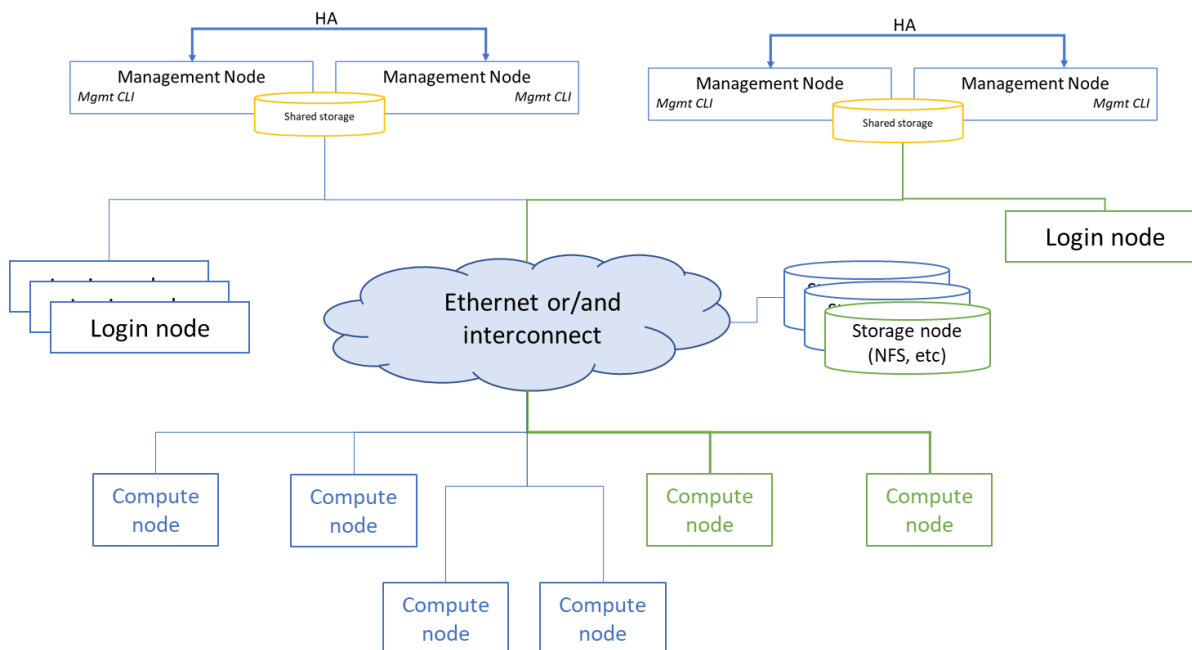 HA
HA
Management Node
Management Node
Management Node
Management Node
Mgmt CLI
Mgmt CLI
Mgmt CLI
Mgmt CLI
Shared storage
Shared storage
Login node
Login node
Ethernet or/and
interconnect
Storage node
(NFS, etc)
Compute
node
Compute
node
Compute
node
Compute
node
Compute
node
Compute
node